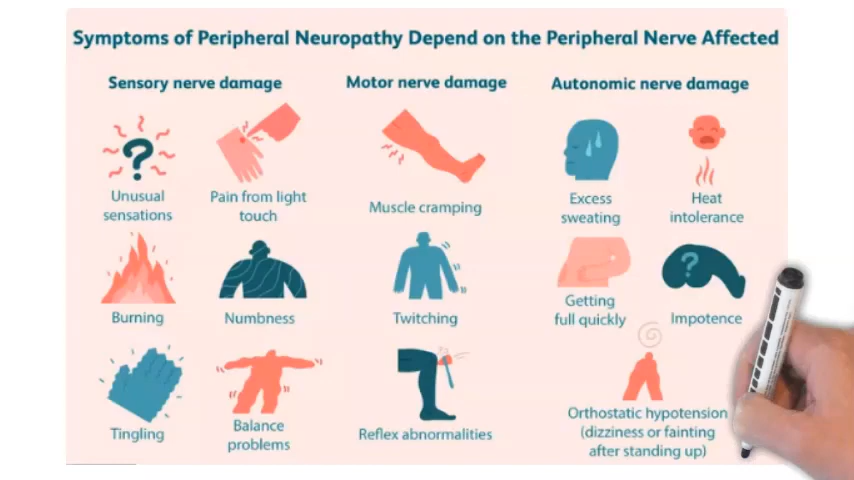 Symptoms of Peripheral Neuropathy Depend on the Peripheral Nerve Affected
Sensory nerve damage
Unusual
sensations
Pain from light
touch
Burning
Numbness
Tingling
Balance
problems
Motor nerve damage
Muscle cramping
Twitching
Reflex abnormalities
Autonomic nerve damage
Excess
sweating
Heat
intolerance
Getting
full quickly
Impotence
Orthostatic hypotension
(dizziness or fainting
after standing up)